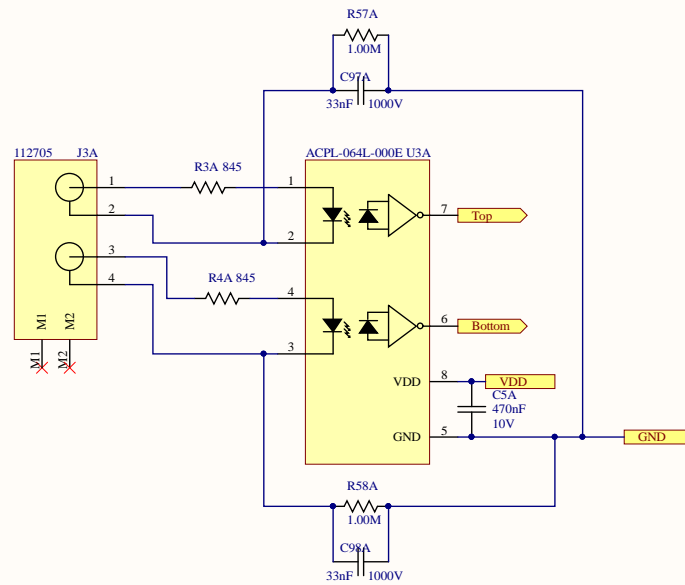 R57A
1.00M
C97A
33nF 1000V
112705 J3A
ACPL-064L-000E U3A
R3A 845
1 1
2 2
7 Top
3
4
R4A 845
4
3
6 Bottom
M1 M2
M1 M2
VDD 8 VDD
C5A
470nF
10V
GND 5 GND
R58A
1.00M
C98A
33nF 1000V